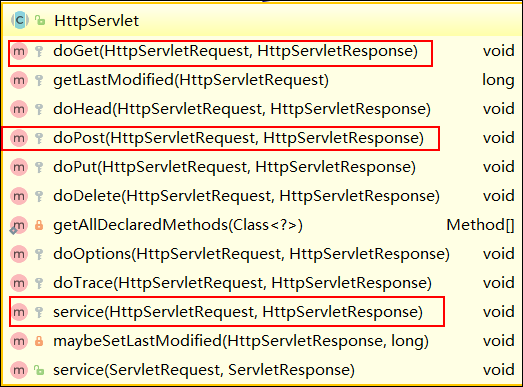 C HttpServlet
m doGet(HttpServletRequest, HttpServletResponse) void
m getLastModified(HttpServletRequest) long
m doHead(HttpServletRequest, HttpServletResponse) void
m doPost(HttpServletRequest, HttpServletResponse) void
m doPut(HttpServletRequest, HttpServletResponse) void
m doDelete(HttpServletRequest, HttpServletResponse) void
m getAllDeclaredMethods(Class<?>) Method[]
m doOptions(HttpServletRequest, HttpServletResponse) void
m doTrace(HttpServletRequest, HttpServletResponse) void
m service(HttpServletRequest, HttpServletResponse) void
m maybeSetLastModified(HttpServletResponse, long) void
m service(ServletRequest, ServletResponse) void